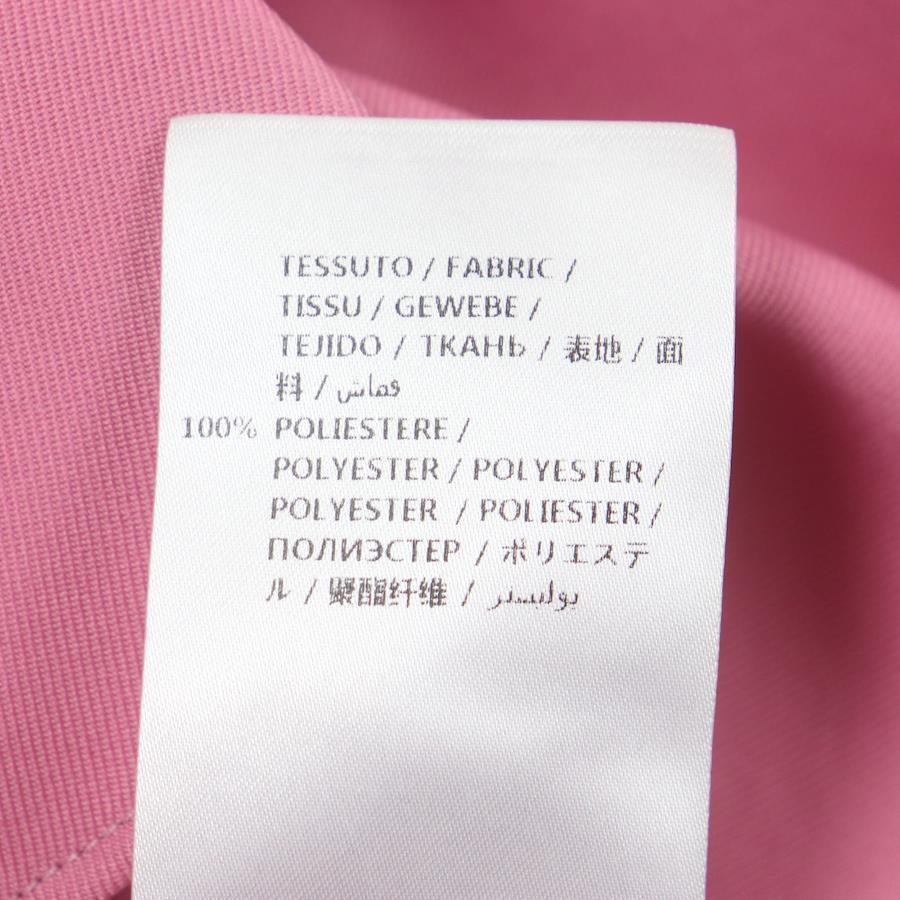 TESSUTO / FABRIC /
TISSU / GEWEBE /
TEJIDO / ТКАНЬ / 表地 / 面
料 / قماش
100% POLIESTERE /
POLYESTER / POLYESTER /
POLYESTER / POLIESTER /
ПОЛИЭСТЕР / ポリエステ
ル / 聚酯纤维 / بوليستر